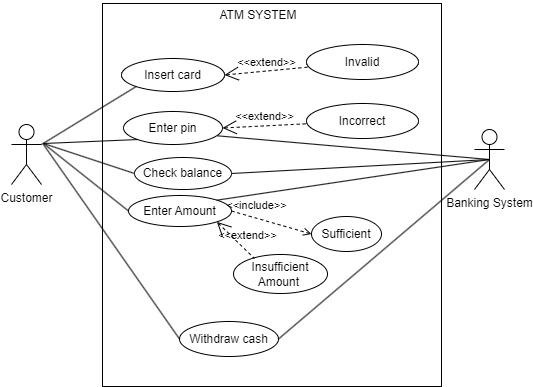 ATM SYSTEM
<<extend>>
Invalid
Insert card
<<extend>>
Incorrect
Enter pin
Check balance
Customer
Banking System
Enter Amount
<<include>>
Sufficient
<<extend>>
Insufficient
Amount
Withdraw cash